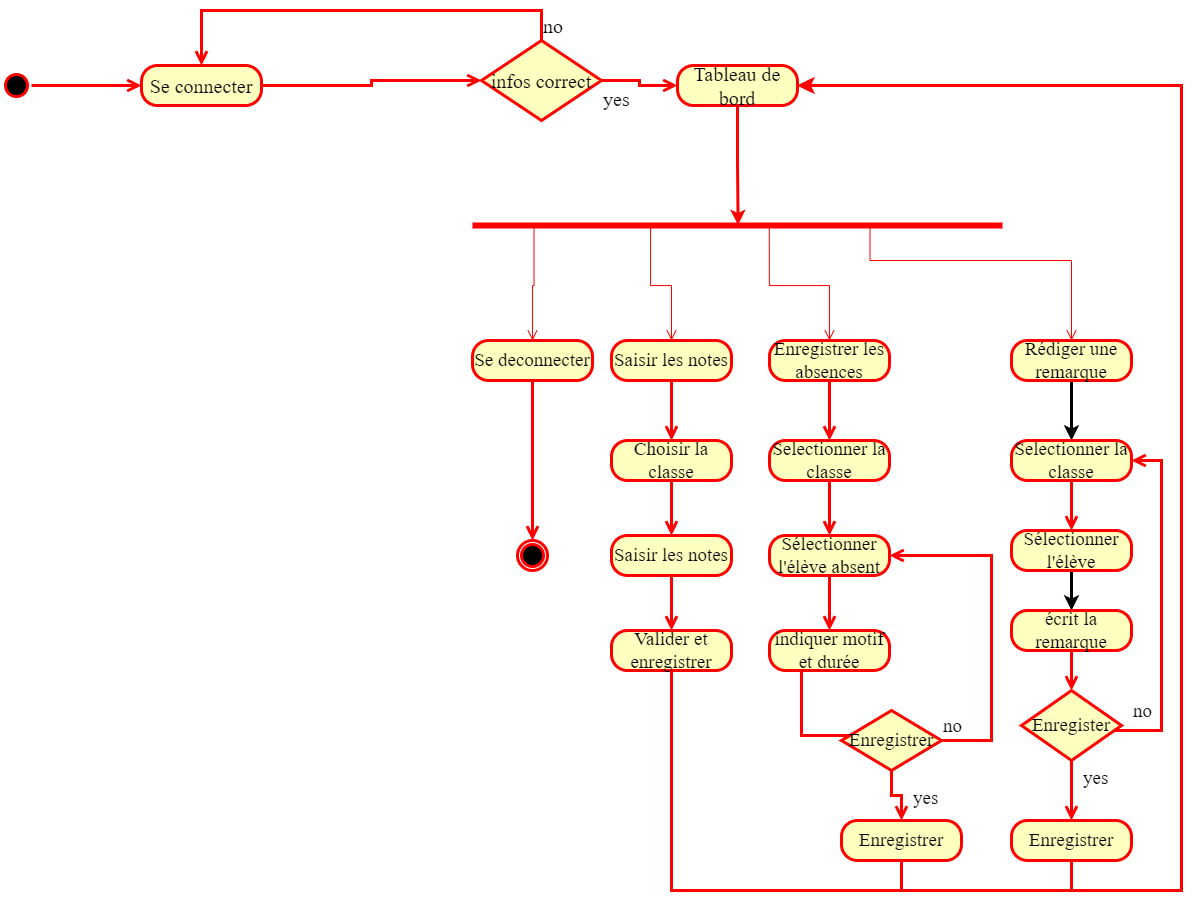 no
Se connecter
infos correct
yes
Tableau de
bord
Se deconnecter
Saisir les notes
Enregistrer les
absences
Rédiger une
remarque
Choisir la
classe
Selectionner la
classe
Selectionner la
classe
Saisir les notes
Sélectionner
l'élève absent
Sélectionner
l'élève
écrit la
remarque
Valider et
enregistrer
indiquer motif
et durée
Enregistrer
no
Enregister
no
yes
yes
Enregistrer
Enregistrer